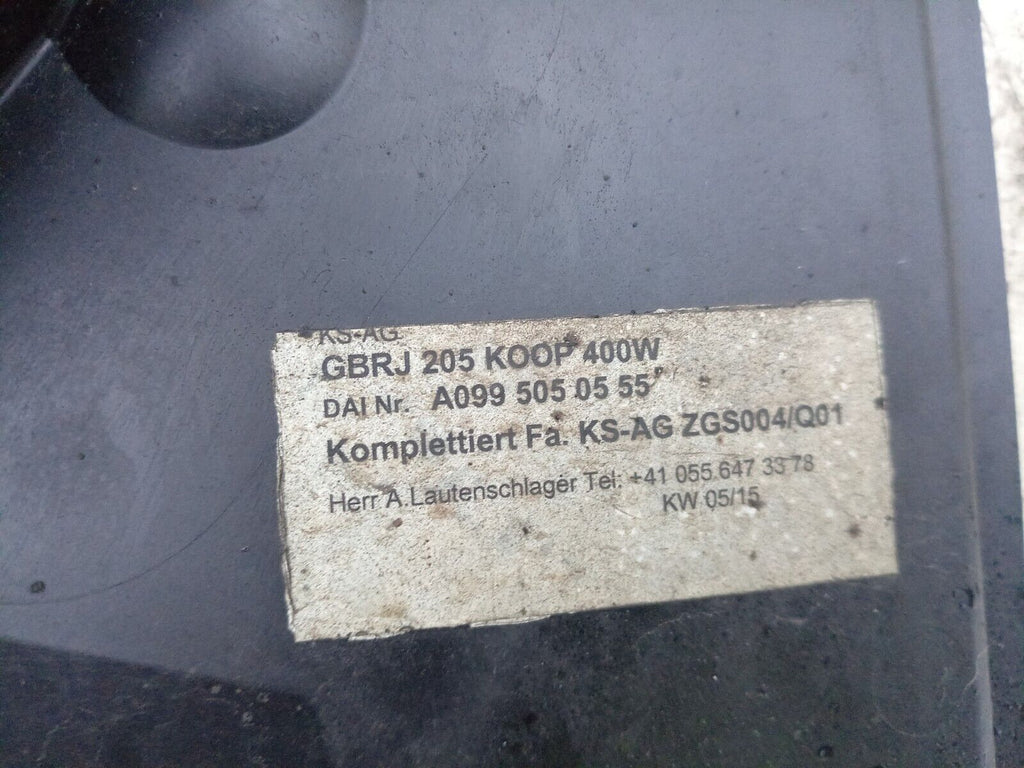 KS-AG
GBRJ 205 KOOP 400W
DAI Nr. A099 505 05 55
Komplettiert Fa. KS-AG ZGS004/Q01
Herr A.Lautenschlager Tel: +41 055 647 33 78
KW 05/15